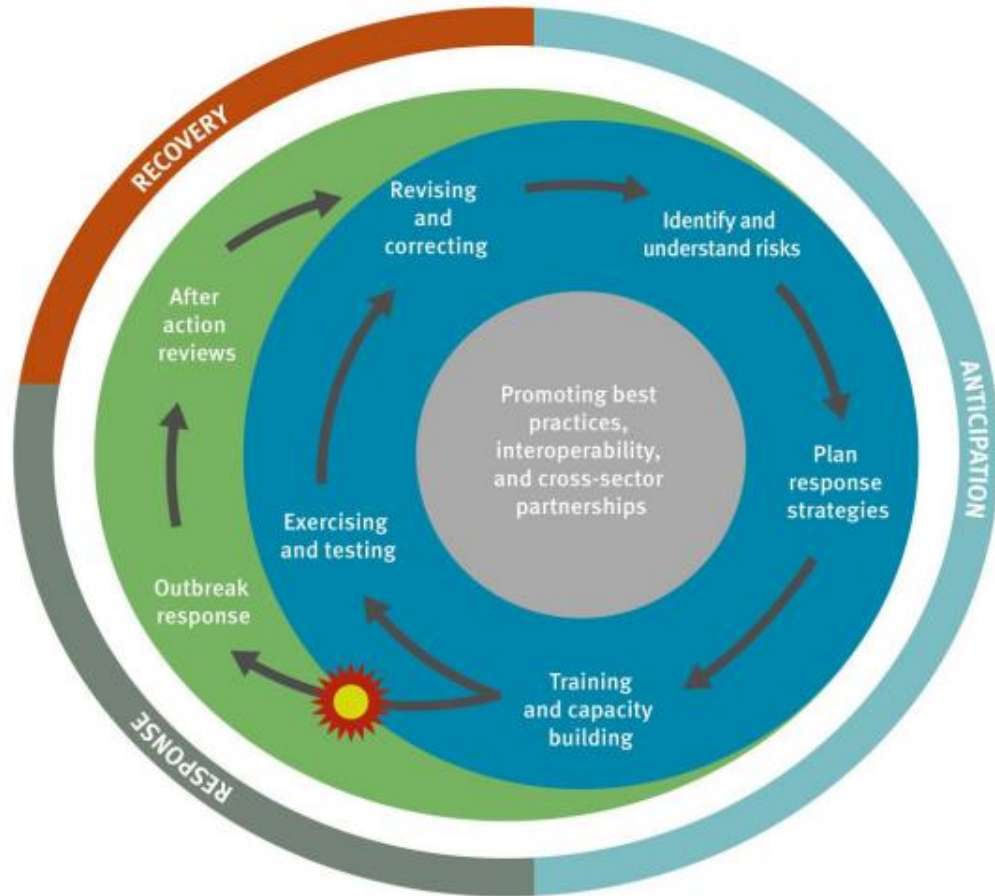 RECOVERY
Revising
and
correcting
Identify and
understand risks
After
action
reviews
ANTICIPATION
Promoting best
practices,
interoperability,
and cross-sector
partnerships
Plan
response
strategies
Exercising
and testing
Outbreak
response
Training
and capacity
building
RESPONSE